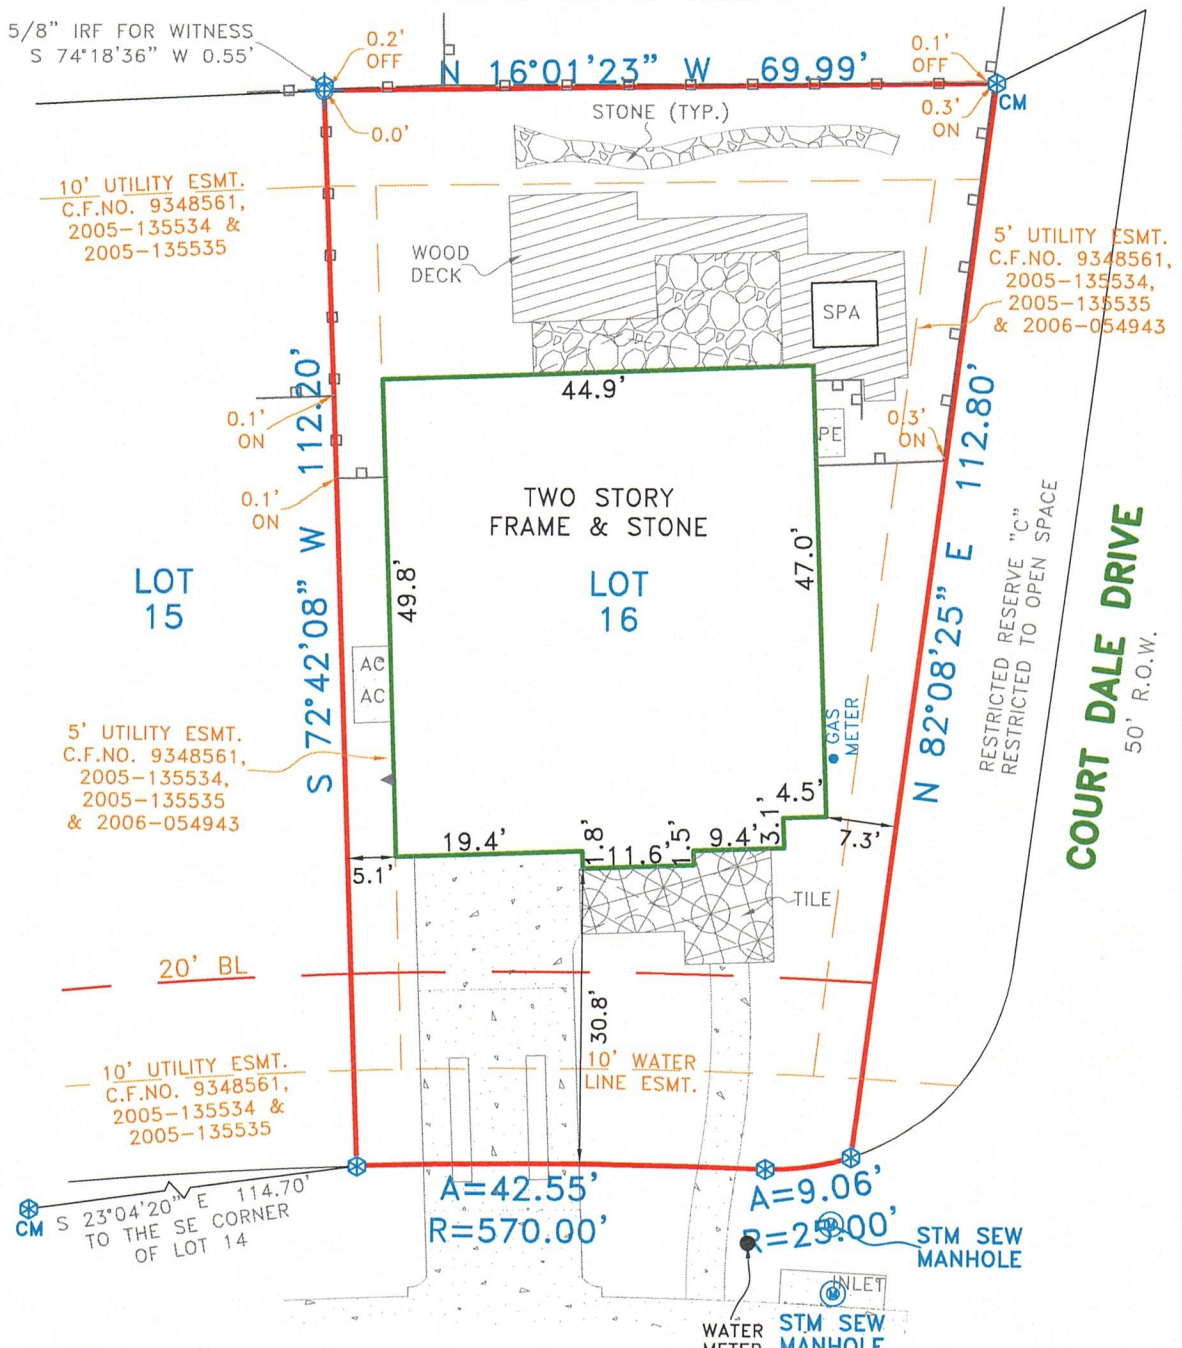 5/8" IRF FOR WITNESS
S 74°18'36" W 0.55'
0.2'
OFF
N 16°01'23" W 69.99'
0.1'
OFF
0.3'
ON
CM
0.0'
STONE (TYP.)
10' UTILITY ESMT.
C.F.NO. 9348561,
2005-135534 &
2005-135535
WOOD
DECK
SPA
5' UTILITY ESMT.
C.F.NO. 9348561,
2005-135534,
2005-135535
& 2006-054943
44.9'
0.1'
ON
0.3'
ON
PE
0.1'
ON
TWO STORY
FRAME & STONE
LOT
16
LOT
15
49.8'
47.0'
S 72°42'08" W 112.20'
N 82°08'25" E 112.80'
RESTRICTED RESERVE "C"
RESTRICTED TO OPEN SPACE
COURT DALE DRIVE
50' R.O.W.
AC
AC
GAS
METER
5' UTILITY ESMT.
C.F.NO. 9348561,
2005-135534,
2005-135535
& 2006-054943
19.4'
1.8'
11.6'
1.5'
9.4'
3.1'
4.5'
7.3'
5.1'
TILE
20' BL
30.8'
10' UTILITY ESMT.
C.F.NO. 9348561,
2005-135534 &
2005-135535
10' WATER
LINE ESMT.
CM
S 23°04'20" E 114.70'
TO THE SE CORNER
OF LOT 14
A=42.55'
R=570.00'
A=9.06'
R=25.00'
M
STM SEW
MANHOLE
INLET
M
WATER
METER
STM SEW
MANHOLE